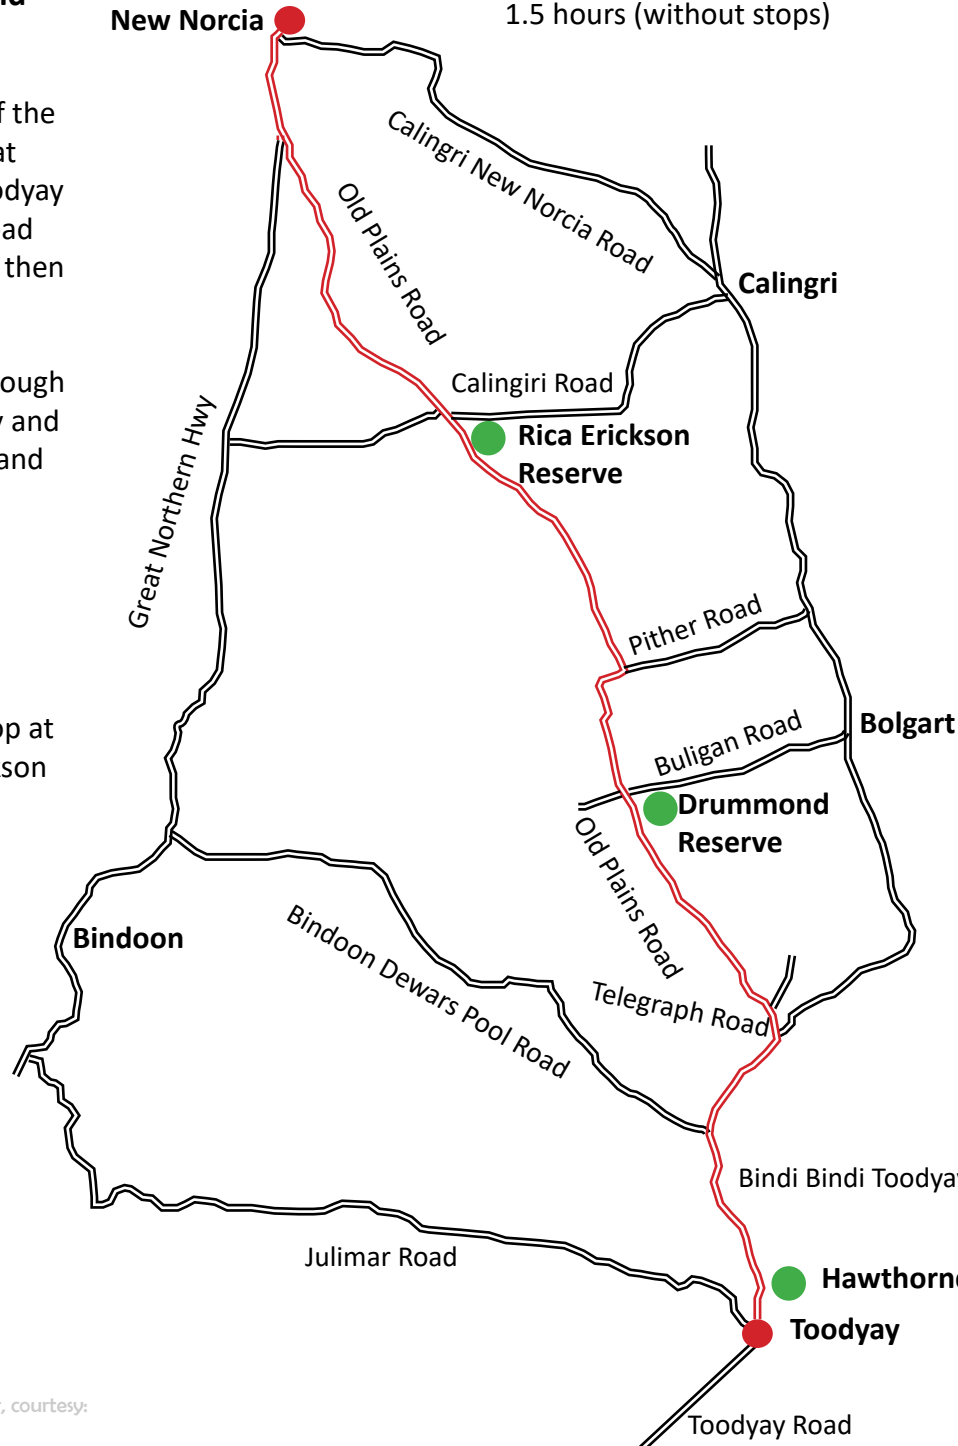 New Norcia
1.5 hours (without stops)
f the
at
odyay
ad
then
ough
y and
and
op at
kson
Calingri New Norcia Road
Old Plains Road
Calingri
Calingiri Road
Rica Erickson
Reserve
Great Northern Hwy
Pither Road
Bolgart
Buligan Road
Drummond
Reserve
Old Plains Road
Bindoon
Bindoon Dewars Pool Road
Telegraph Road
Bindi Bindi Toodyay
Julimar Road
Hawthornd
Toodyay
, courtesy:
Toodyay Road